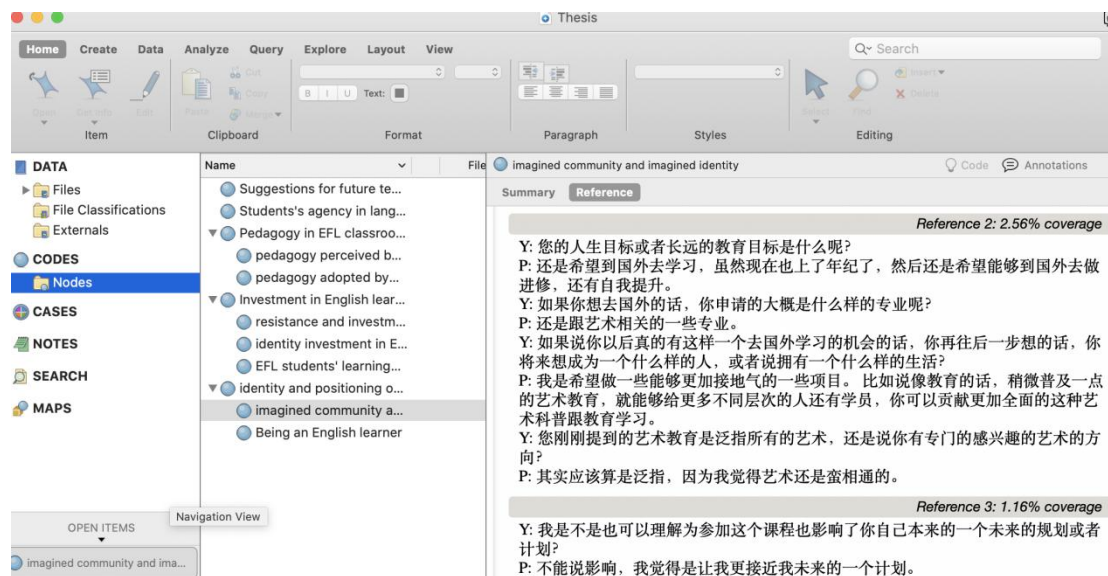 Thesis
Home Create Data Analyze Query Explore Layout View
Search
Cut
Copy
Merge
B I U Text:
Insert
Delete
Open Get Info Edit
Paste
Select Find
Item Clipboard Format Paragraph Styles Editing
DATA
Files
File Classifications
Externals
CODES
Nodes
CASES
NOTES
SEARCH
MAPS
Navigation View
OPEN ITEMS
imagined community and ima...
Name File
Suggestions for future te...
Students's agency in lang...
Pedagogy in EFL classroo...
pedagogy perceived b...
pedagogy adopted by...
Investment in English lear...
resistance and investm...
identity investment in E...
EFL students' learning...
identity and positioning o...
imagined community a...
Being an English learner
imagined community and imagined identity
Code Annotations
Summary Reference
Reference 2: 2.56% coverage
Y: 您的人生目标或者长远的教育目标是什么呢?
P: 还是希望到国外去学习，虽然现在也上了年纪了，然后还是希望能够到国外去做
进修，还有自我提升。
Y: 如果你想去国外的话，你申请的大概是什么样的专业呢?
P: 还是跟艺术相关的一些专业。
Y: 如果说你以后真的有这样一个去国外学习的机会的话，你再往后一步想的话，你
将来想成为一个什么样的人，或者说拥有一个什么样的生活?
P: 我是希望做一些能够更加接地气的一些项目。 比如说像教育的话，稍微普及一点
的艺术教育，就能够给更多不同层次的人还有学员，你可以贡献更加全面的这种艺
术科普跟教育学习。
Y: 您刚刚提到的艺术教育是泛指所有的艺术，还是说你有专门的感兴趣的艺术的方
向?
P: 其实应该算是泛指，因为我觉得艺术还是蛮相通的。
Reference 3: 1.16% coverage
Y: 我是不是也可以理解为参加这个课程也影响了你自己本来的一个未来的规划或者
计划?
P: 不能说影响，我觉得是让我更接近我未来的一个计划。